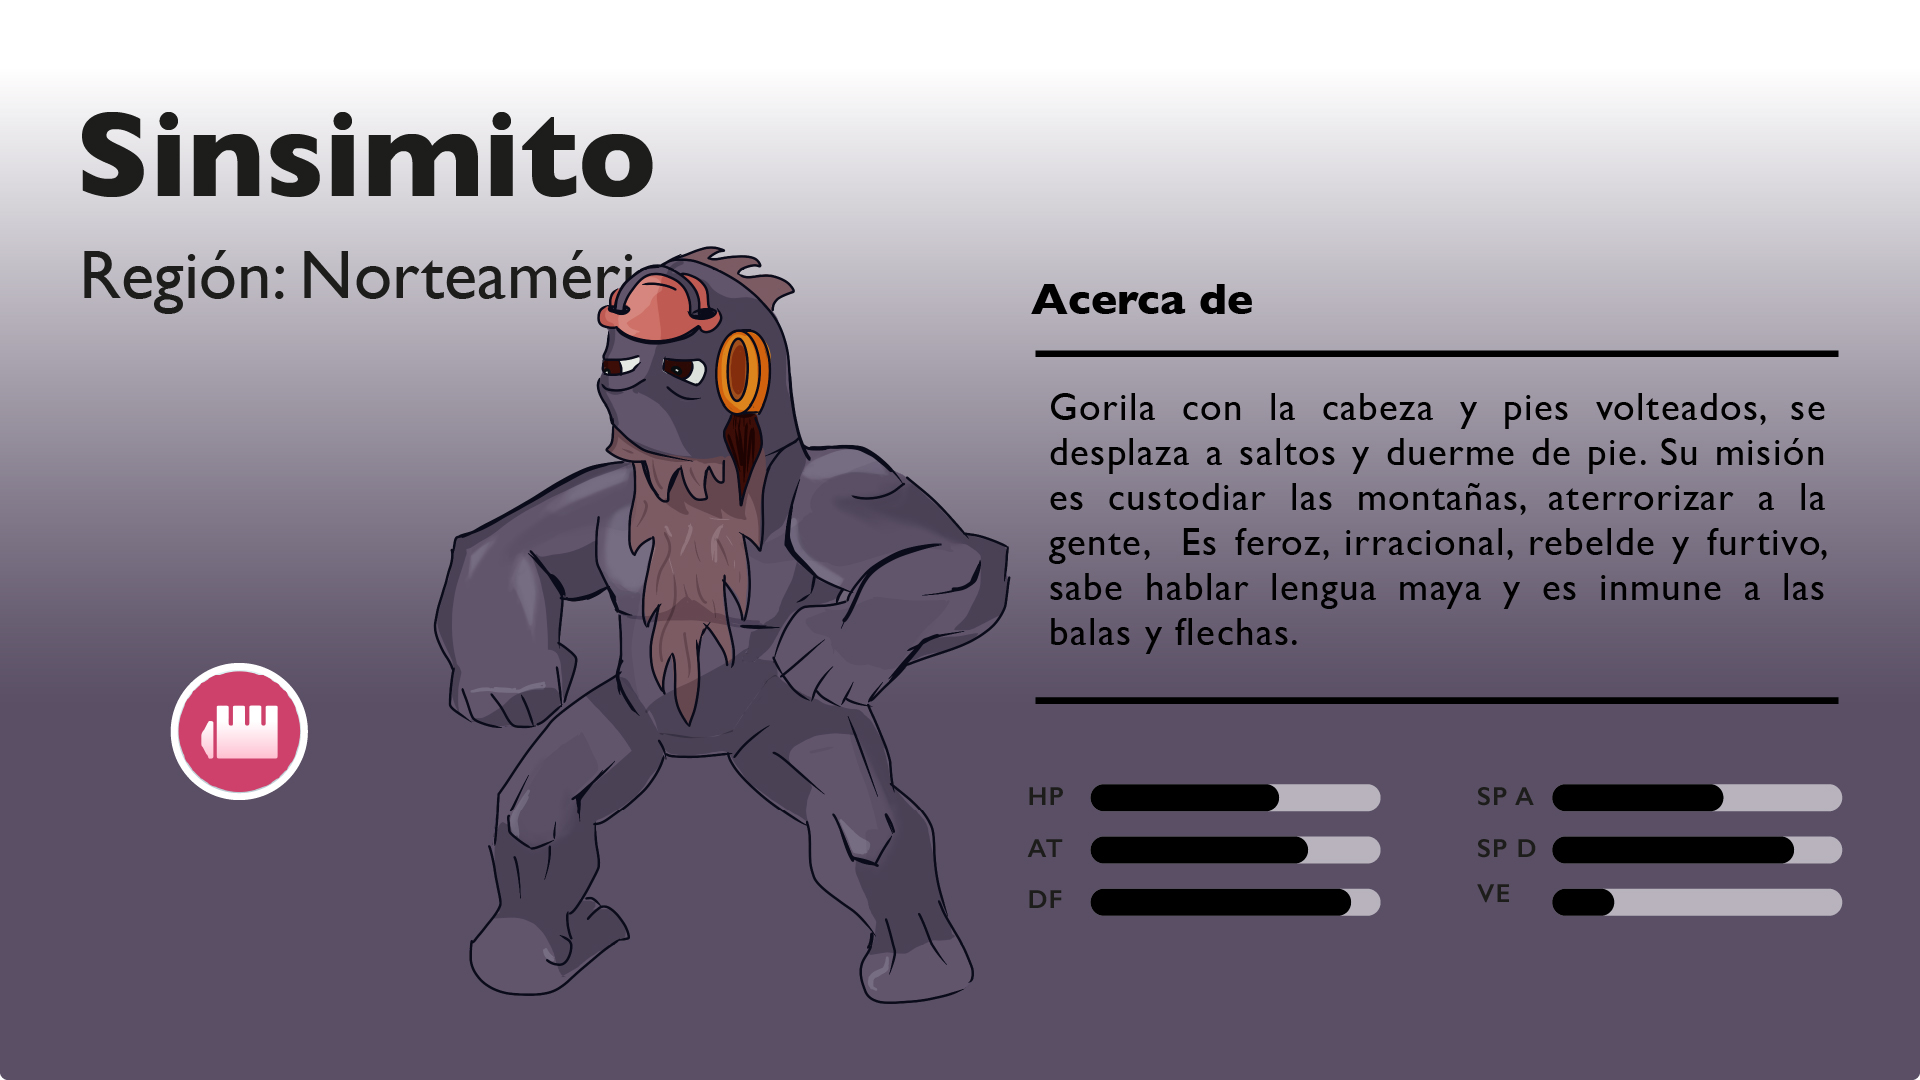 Sinsimito
Región: Norteaméri
Acerca de
Gorila con la cabeza y pies volteados, se
desplaza a saltos y duerme de pie. Su misión
es custodiar las montañas, aterrorizar a la
gente, Es feroz, irracional, rebelde y furtivo,
sabe hablar lengua maya y es inmune a las
balas y flechas.
HP
AT
DF
SP A
SP D
VE